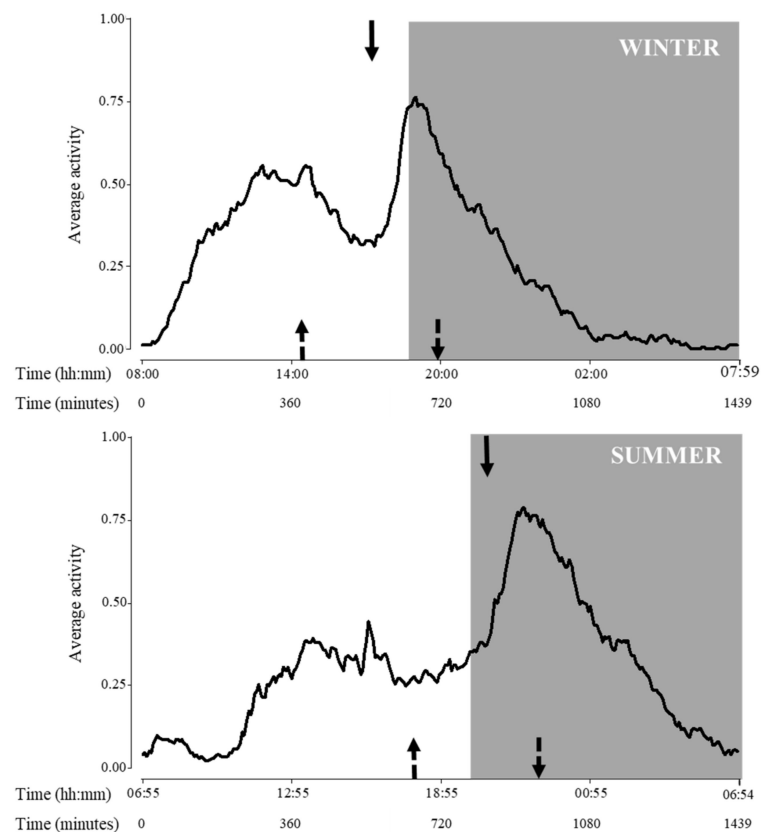 1.00
WINTER
0.75
0.50
0.25
0.00
Average activity
Time (hh:mm) 08:00 14:00 20:00 02:00 07:59
Time (minutes) 0 360 720 1080 1439
1.00
SUMMER
0.75
0.50
0.25
0.00
Average activity
Time (hh:mm) 06:55 12:55 18:55 00:55 06:54
Time (minutes) 0 360 720 1080 1439